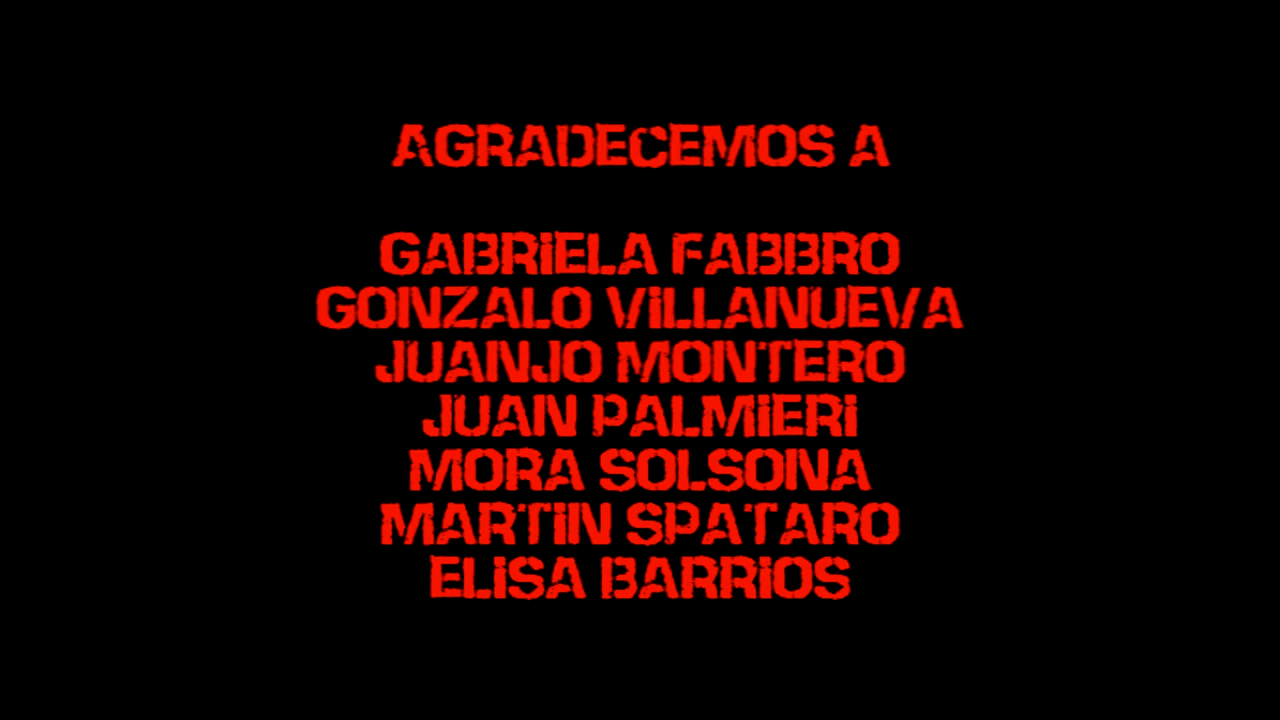 AGRADECEMOS A
GABRiELA FABBRO
GONZALO ViLLANUEVA
JUANJO MONTERO
JUAN PALMiERi
MORA SOLSONA
MARTiN SPATARO
ELiSA BARRiOS